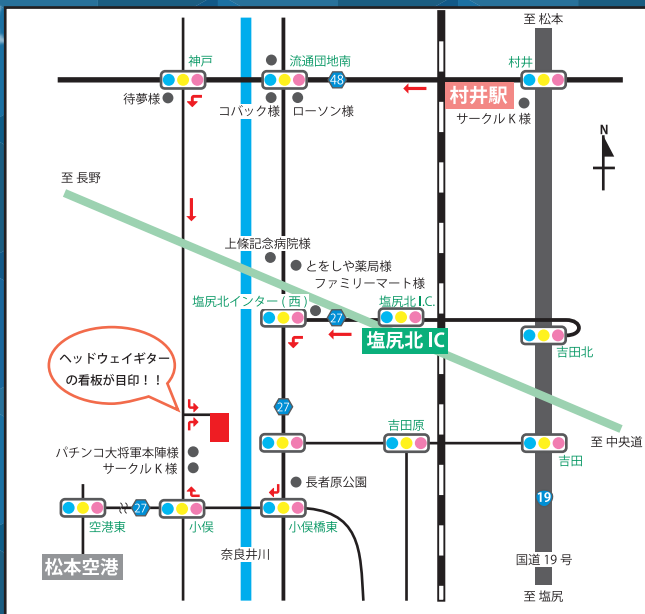 至 松本
神戸
流通団地南
48
村井
待夢様
コバック様
ローソン様
村井駅
サークル K 様
N
至 長野
上條記念病院様
とをしや薬局様
ファミリーマート様
塩尻北インター ( 西 )
27
塩尻北 I.C.
塩尻北 IC
吉田北
ヘッドウェイギター
の看板が目印！！
27
吉田原
至 中央道
吉田
パチンコ大将軍本陣様
サークル K 様
長者原公園
19
27
空港東
小俣
小俣橋東
松本空港
奈良井川
国道 19 号
至 塩尻